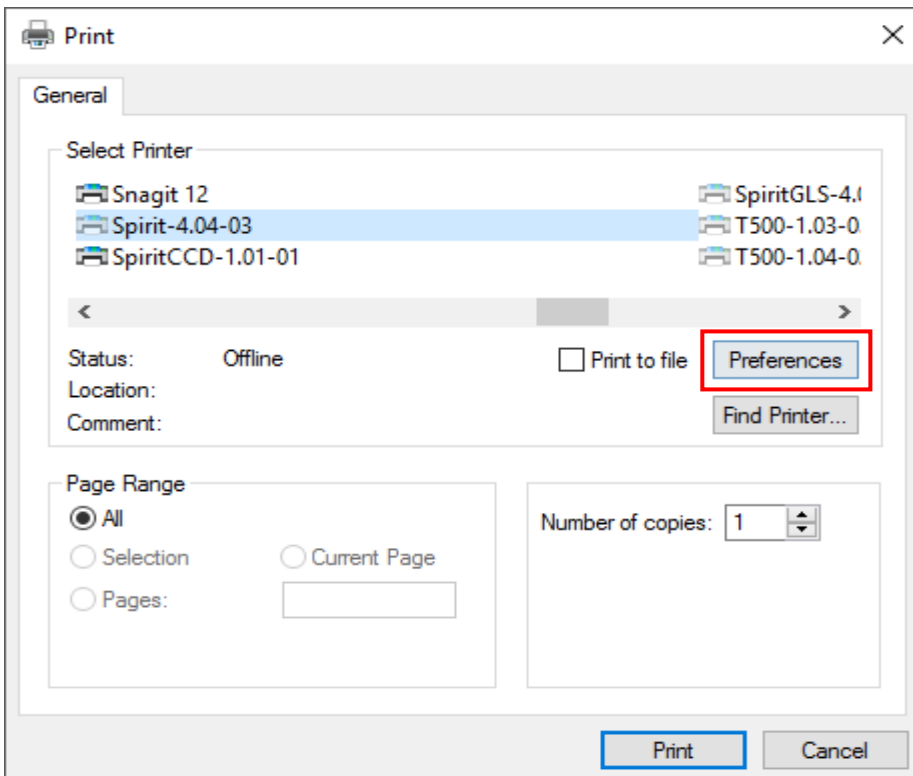 Print
General
Select Printer
Snagit 12
Spirit-4.04-03
SpiritCCD-1.01-01
SpiritGLS-4.0
T500-1.03-0
T500-1.04-0
Status: Offline
Print to file
Preferences
Location:
Comment:
Find Printer...
Page Range
All
Selection
Current Page
Pages:
Number of copies: 1
Print
Cancel